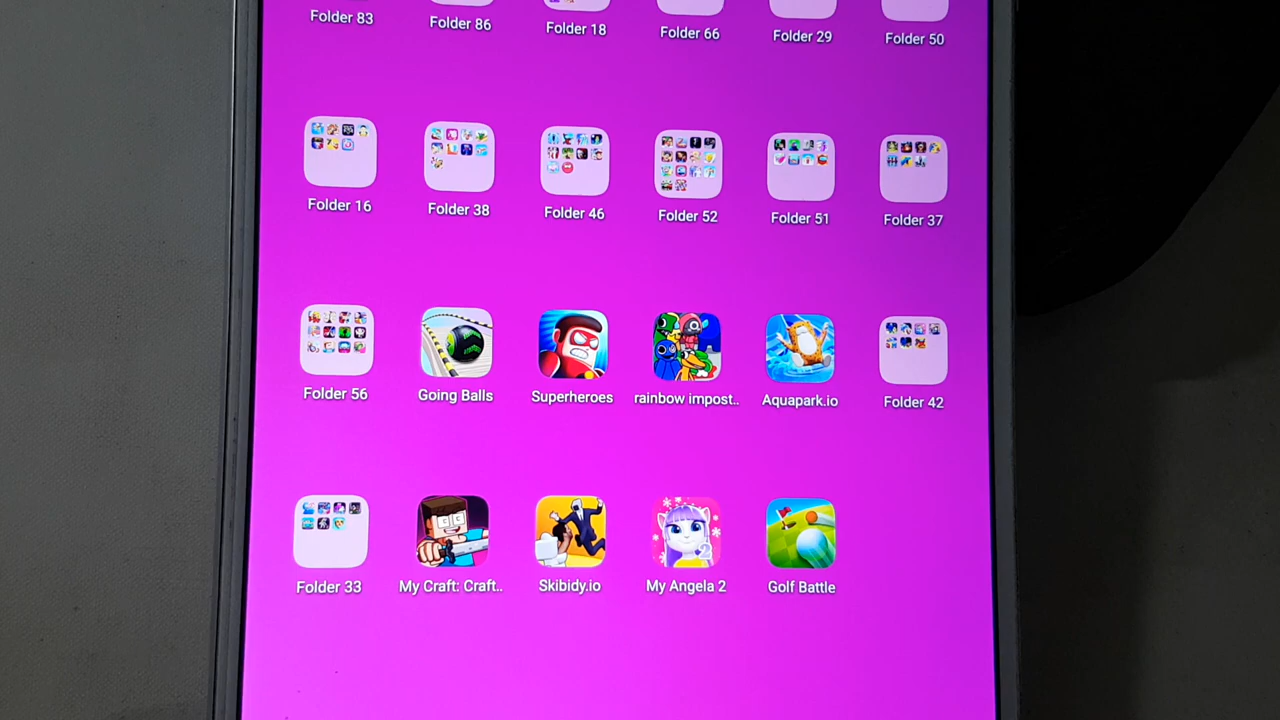 Folder 83
Folder 86
Folder 18
Folder 66
Folder 29
Folder 50
Folder 16
Folder 38
Folder 46
Folder 52
Folder 51
Folder 37
Folder 56
Going Balls
Superheroes
rainbow impost..
Aquapark.io
Folder 42
2
Folder 33
My Craft: Craft..
Skibidy.io
My Angela 2
Golf Battle